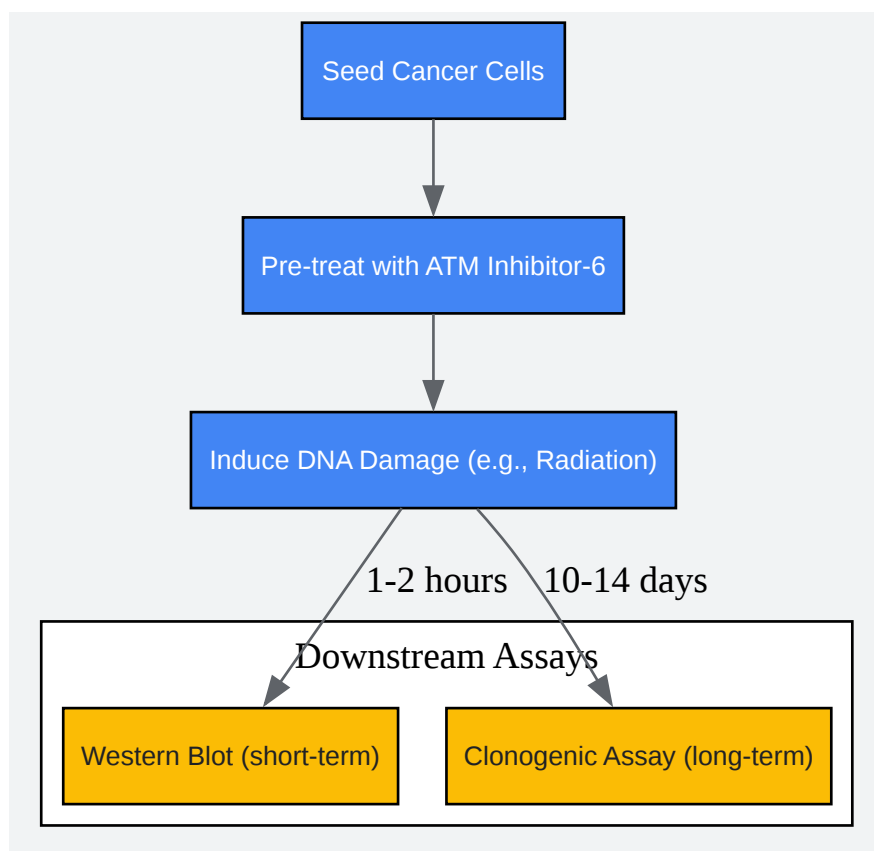 Seed Cancer Cells
Pre-treat with ATM Inhibitor-6
Induce DNA Damage (e.g., Radiation)
1-2 hours
10-14 days
Downstream Assays
Western Blot (short-term)
Clonogenic Assay (long-term)